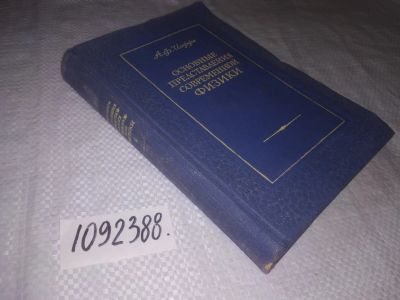 А.Ф. Иоффе
ОСНОВНЫЕ
ПРЕДСТАВЛЕНИЯ
СОВРЕМЕННОЙ
ФИЗИКИ
1092388.